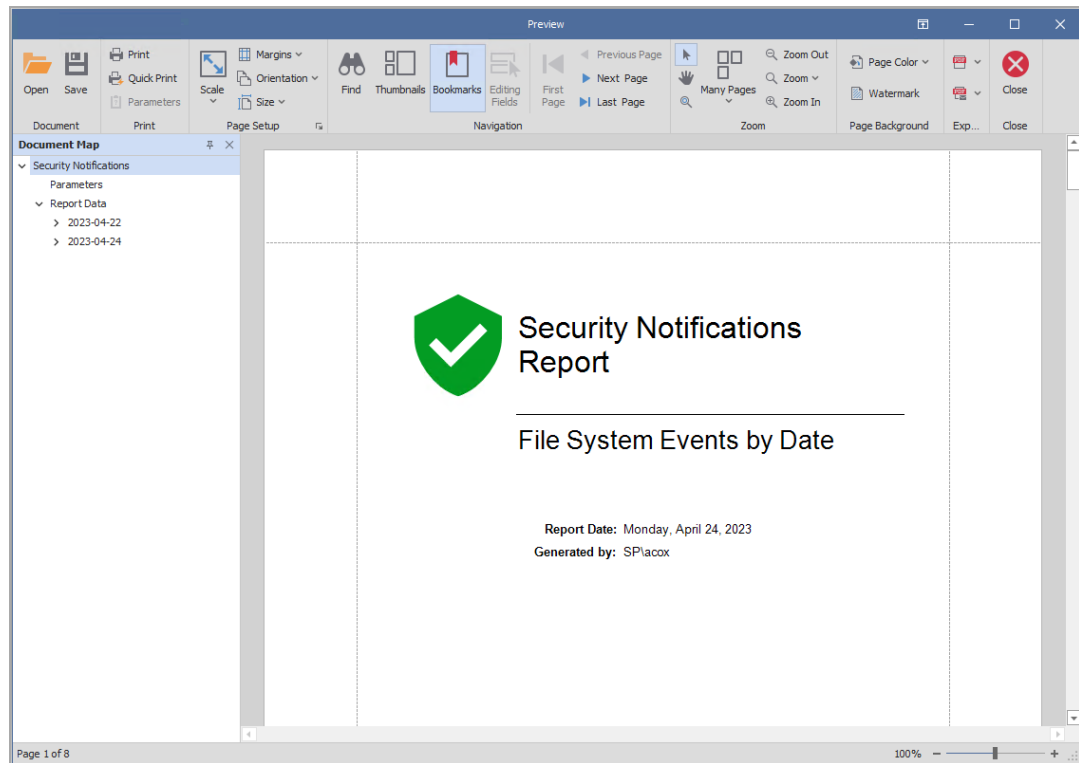 Preview
Open
Save
Print
Quick Print
Parameters
Scale
Margins
Orientation
Size
Find
Thumbnails
Bookmarks
Editing
Fields
First
Page
Previous Page
Next Page
Last Page
Many Pages
Zoom Out
Zoom
Zoom In
Page Color
Watermark
Close
Document
Print
Page Setup
Navigation
Zoom
Page Background
Exp...
Close
Document Map
Security Notifications
Parameters
Report Data
2023-04-22
2023-04-24
Security Notifications
Report
File System Events by Date
Report Date: Monday, April 24, 2023
Generated by: SP\acox
Page 1 of 8
100%